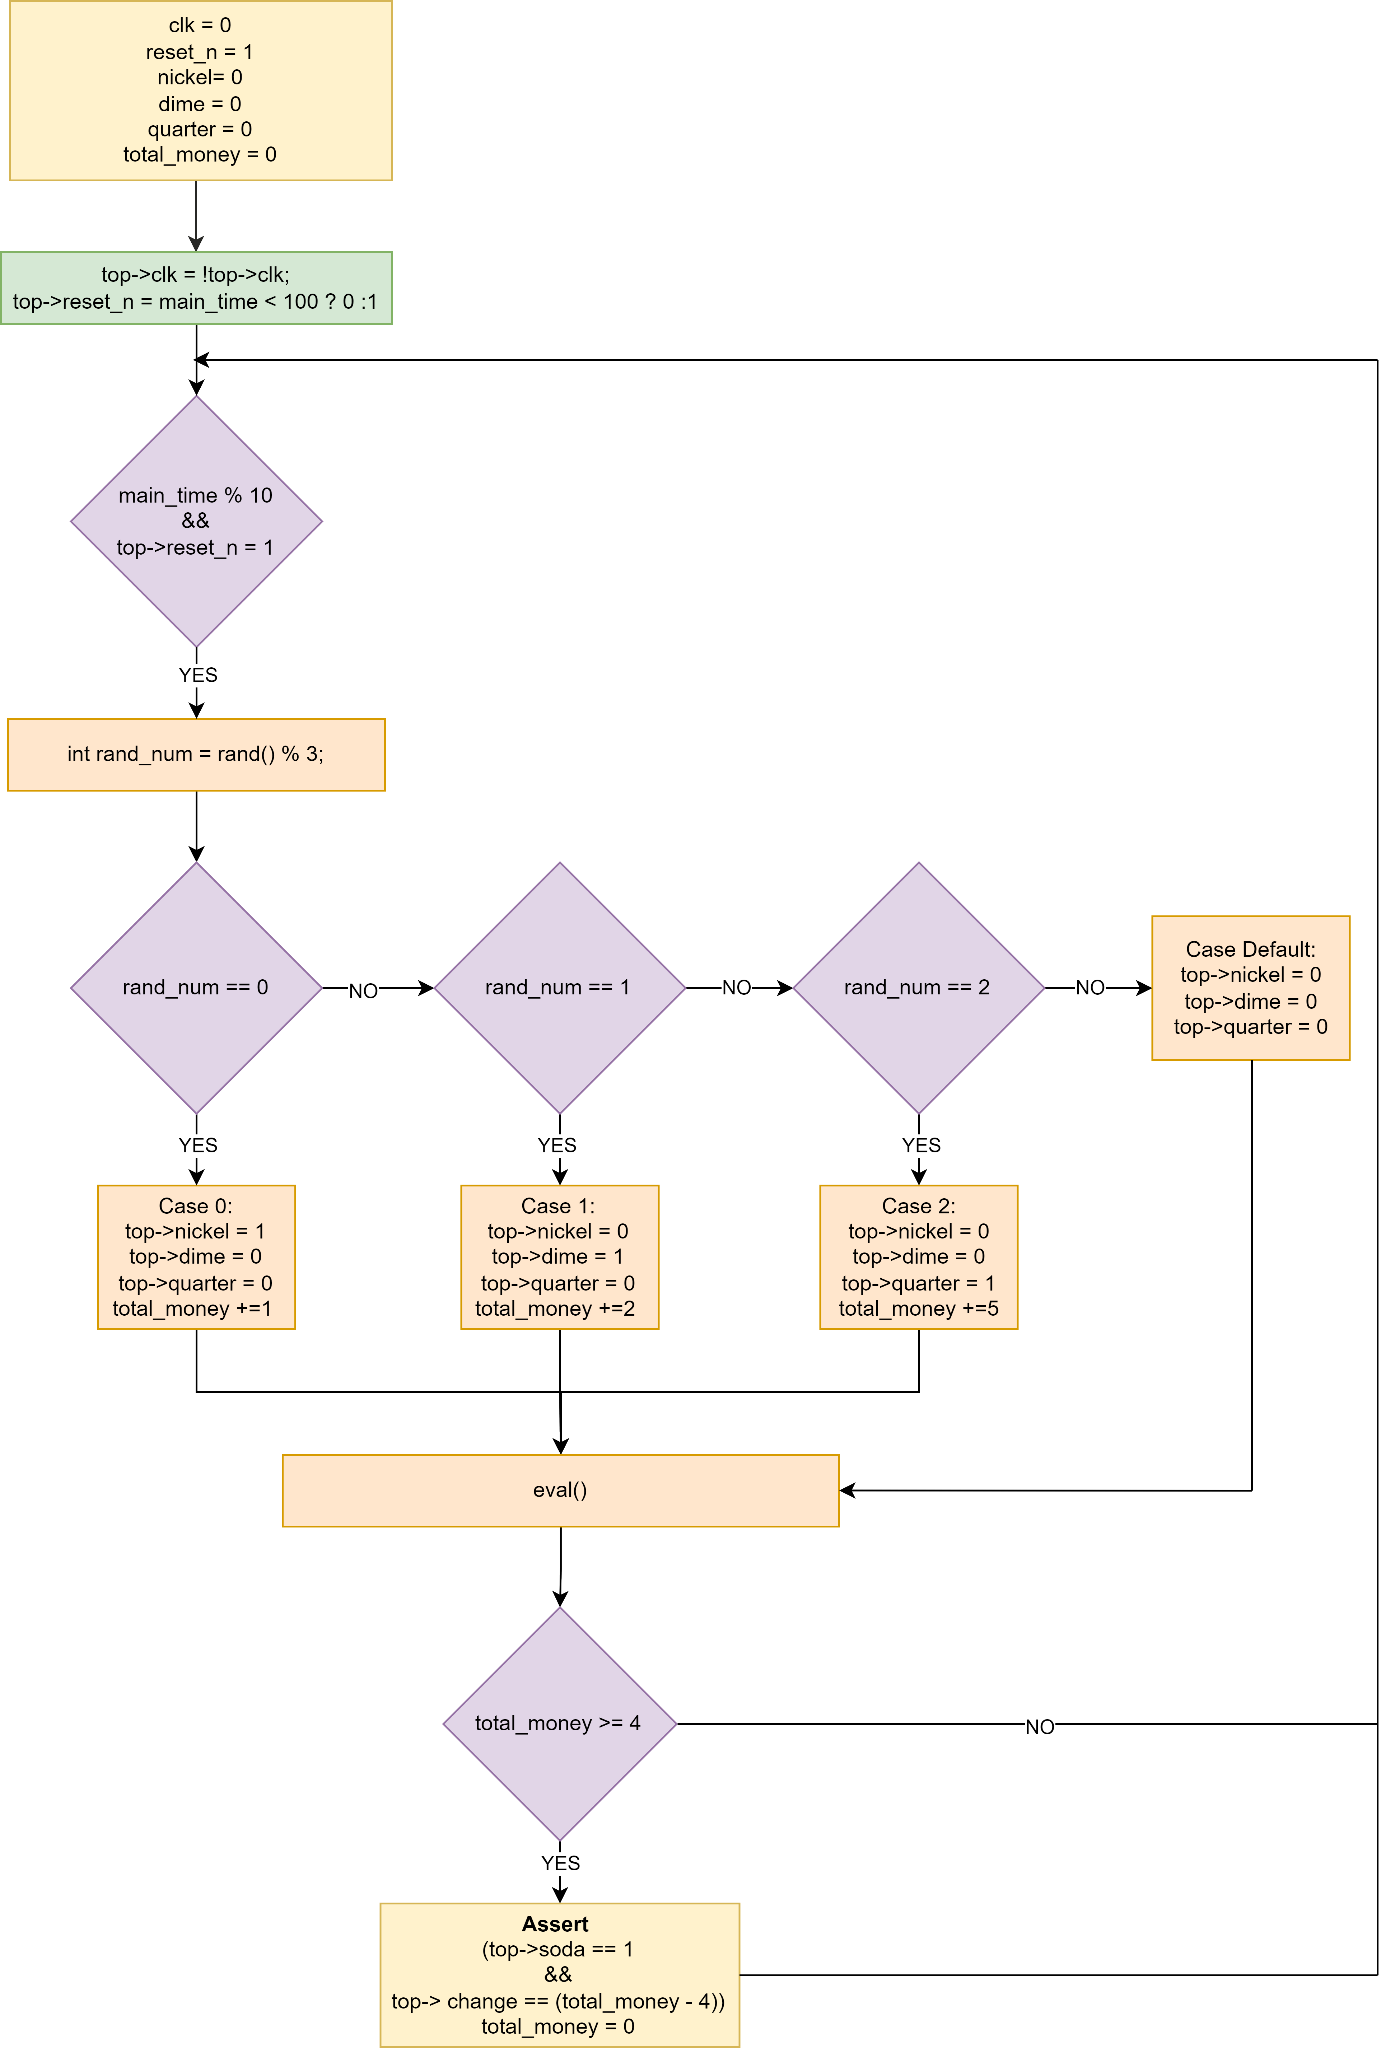 clk = 0
reset_n = 1
nickel= 0
dime = 0
quarter = 0
total_money = 0
top->clk = !top->clk;
top->reset_n = main_time < 100 ? 0 :1
main_time % 10
&&
top->reset_n = 1
YES
int rand_num = rand() % 3;
rand_num == 0
NO
rand_num == 1
NO
rand_num == 2
NO
Case Default:
top->nickel = 0
top->dime = 0
top->quarter = 0
YES
YES
YES
Case 0:
top->nickel = 1
top->dime = 0
top->quarter = 0
total_money +=1
Case 1:
top->nickel = 0
top->dime = 1
top->quarter = 0
total_money +=2
Case 2:
top->nickel = 0
top->dime = 0
top->quarter = 1
total_money +=5
eval()
total_money >= 4
NO
YES
Assert
(top->soda == 1
&&
top-> change == (total_money - 4))
total_money = 0